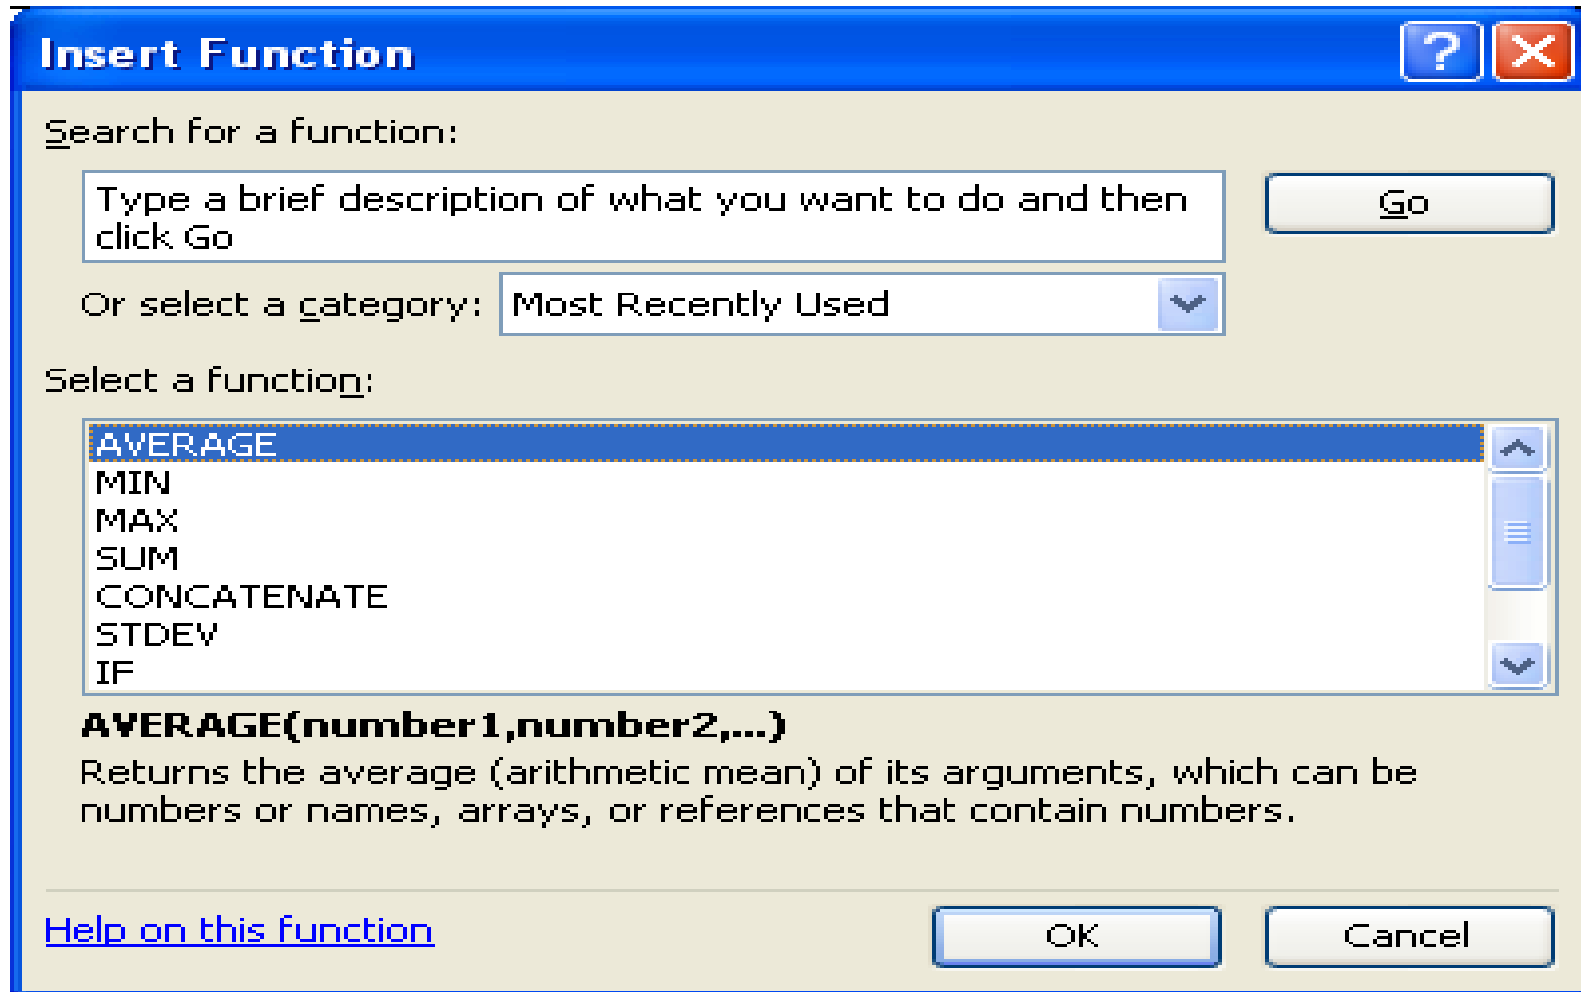 Insert Function
Search for a function:
Type a brief description of what you want to do and then
click Go
Go
Or select a category: Most Recently Used
Select a function:
AVERAGE
MIN
MAX
SUM
CONCATENATE
STDEV
IF
AVERAGE(number1,number2,...)
Returns the average (arithmetic mean) of its arguments, which can be
numbers or names, arrays, or references that contain numbers.
Help on this function
OK
Cancel